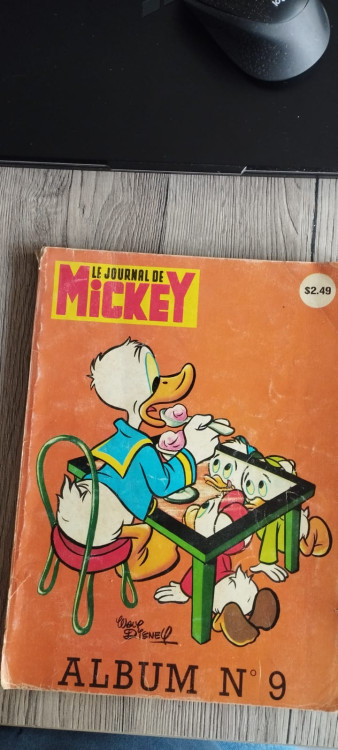 LE JOURNAL DE
MiCKEY
$2.49
WALT
DISNEY
ALBUM N° 9